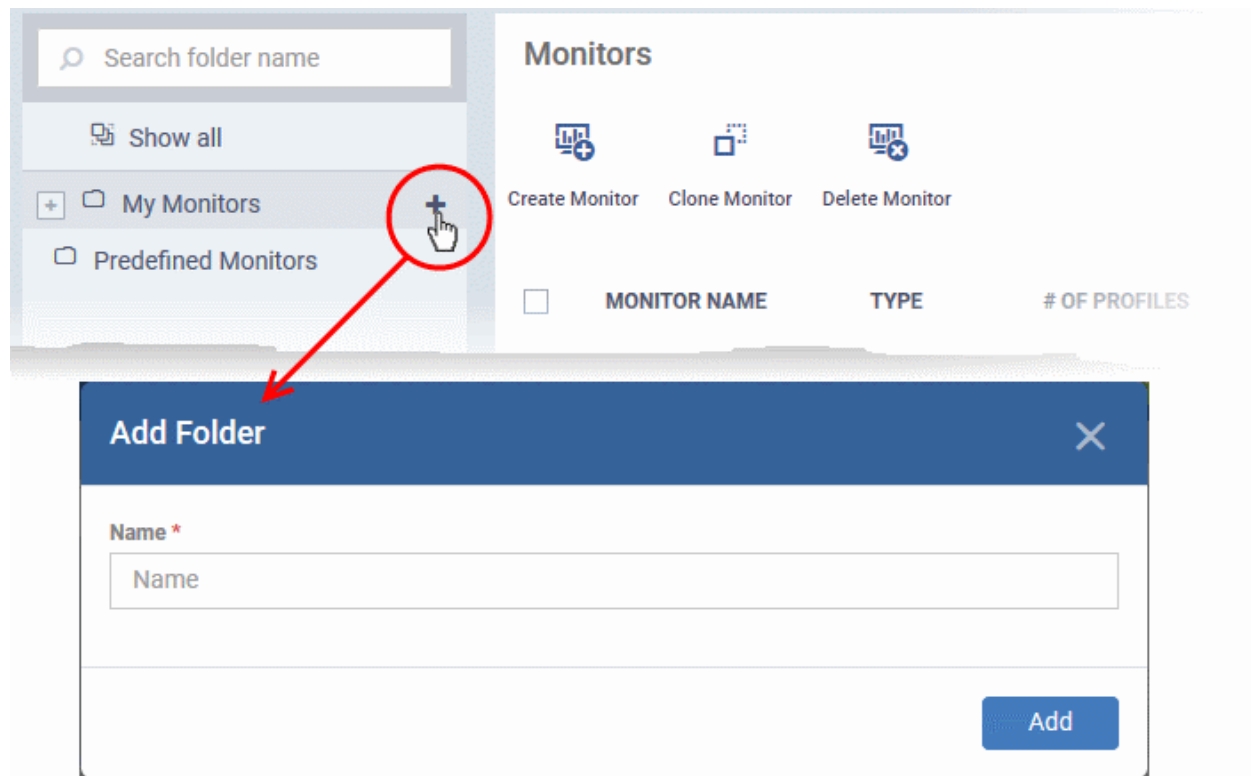 Search folder name
Show all
My Monitors
Predefined Monitors
Monitors
Create Monitor
Clone Monitor
Delete Monitor
MONITOR NAME
TYPE
# OF PROFILES
Add Folder
Name *
Name
Add